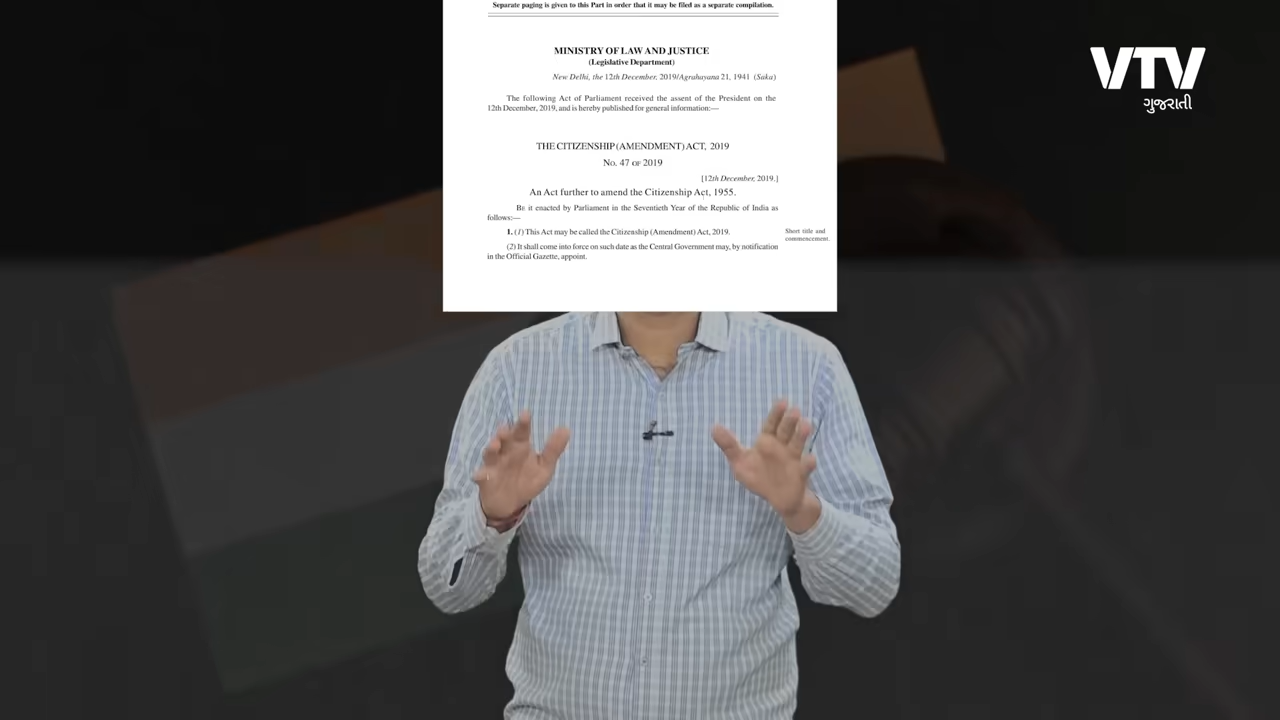 Separate paging is given to this Part in order that it may be filed as a separate compilation.
VTV
ગુજરાતી
MINISTRY OF LAW AND JUSTICE
(Legislative Department)
New Delhi, the 12th December, 2019/Agrahayana 21, 1941 (Saka)
The following Act of Parliament received the assent of the President on the
12th December, 2019, and is hereby published for general information:—
THE CITIZENSHIP (AMENDMENT) ACT, 2019
NO. 47 OF 2019
[12th December, 2019.]
An Act further to amend the Citizenship Act, 1955.
BE it enacted by Parliament in the Seventieth Year of the Republic of India as
follows:—
1. (1) This Act may be called the Citizenship (Amendment) Act, 2019.
(2) It shall come into force on such date as the Central Government may, by notification
in the Official Gazette, appoint.
Short title and
commencement.